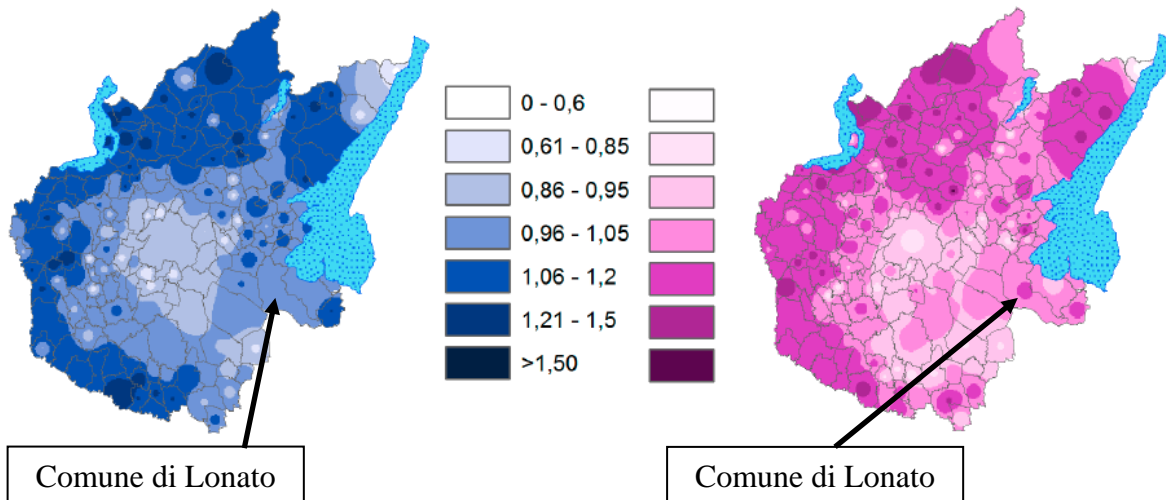 0 - 0,6
0,61 - 0,85
0,86 - 0,95
0,96 - 1,05
1,06 - 1,2
1,21 - 1,5
>1,50
Comune di Lonato
Comune di Lonato